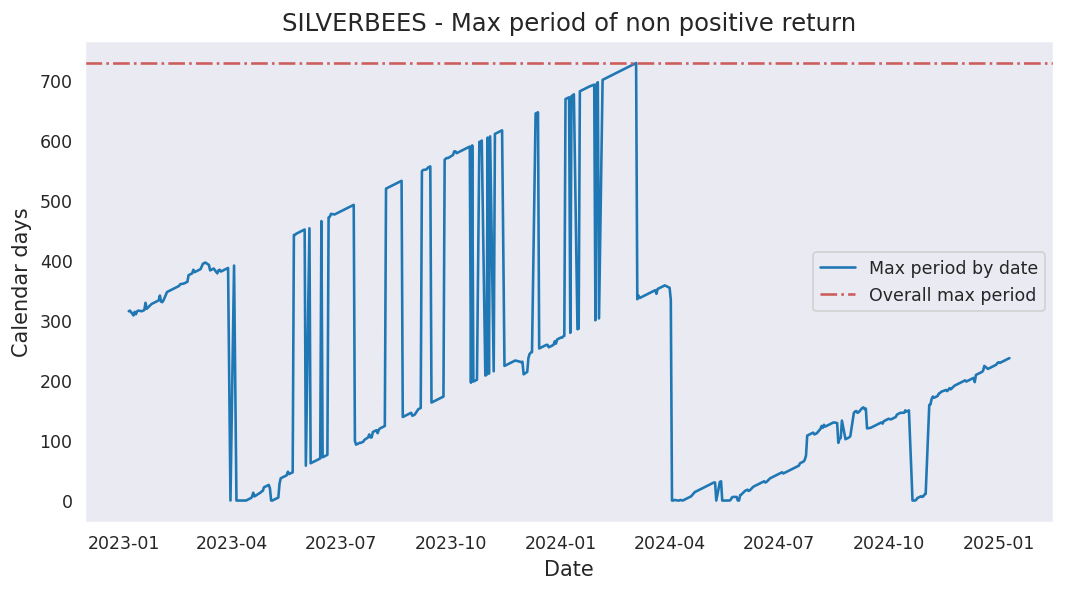 SILVERBEES - Max period of non positive return
Calendar days
700
600
500
400
300
200
100
0
Max period by date
Overall max period
2023-01 2023-04 2023-07 2023-10 2024-01 2024-04 2024-07 2024-10 2025-01
Date